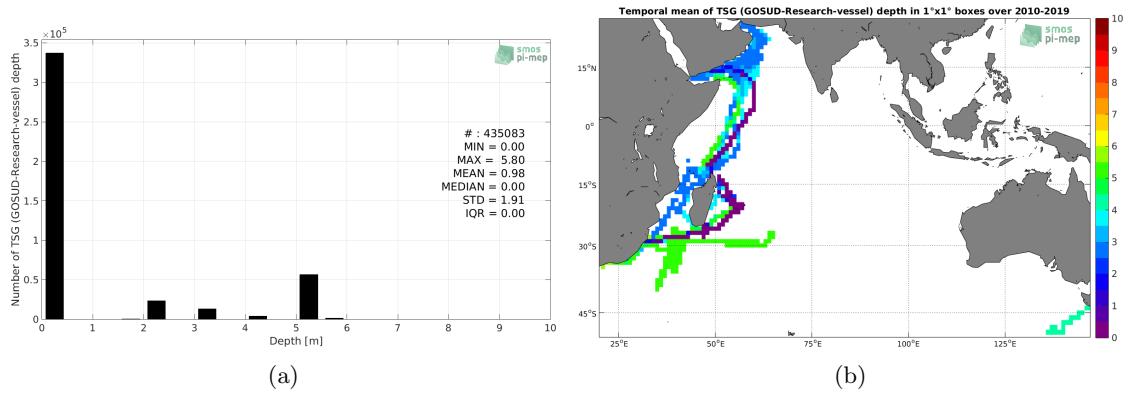 Number of TSG (GOSUD-Research-vessel) depth
×10⁵
3.5
3
2.5
2
1.5
1
0.5
0
0 1 2 3 4 5 6 7 8 9 10
Depth [m]
smos
pi-mep
# : 435083
MIN = 0.00
MAX = 5.80
MEAN = 0.98
MEDIAN = 0.00
STD = 1.91
IQR = 0.00
(a)
Temporal mean of TSG (GOSUD-Research-vessel) depth in 1°x1° boxes over 2010-2019
smos
pi-mep
15°N
0°
15°S
30°S
45°S
25°E 50°E 75°E 100°E 125°E
10
9
8
7
6
5
4
3
2
1
0
(b)